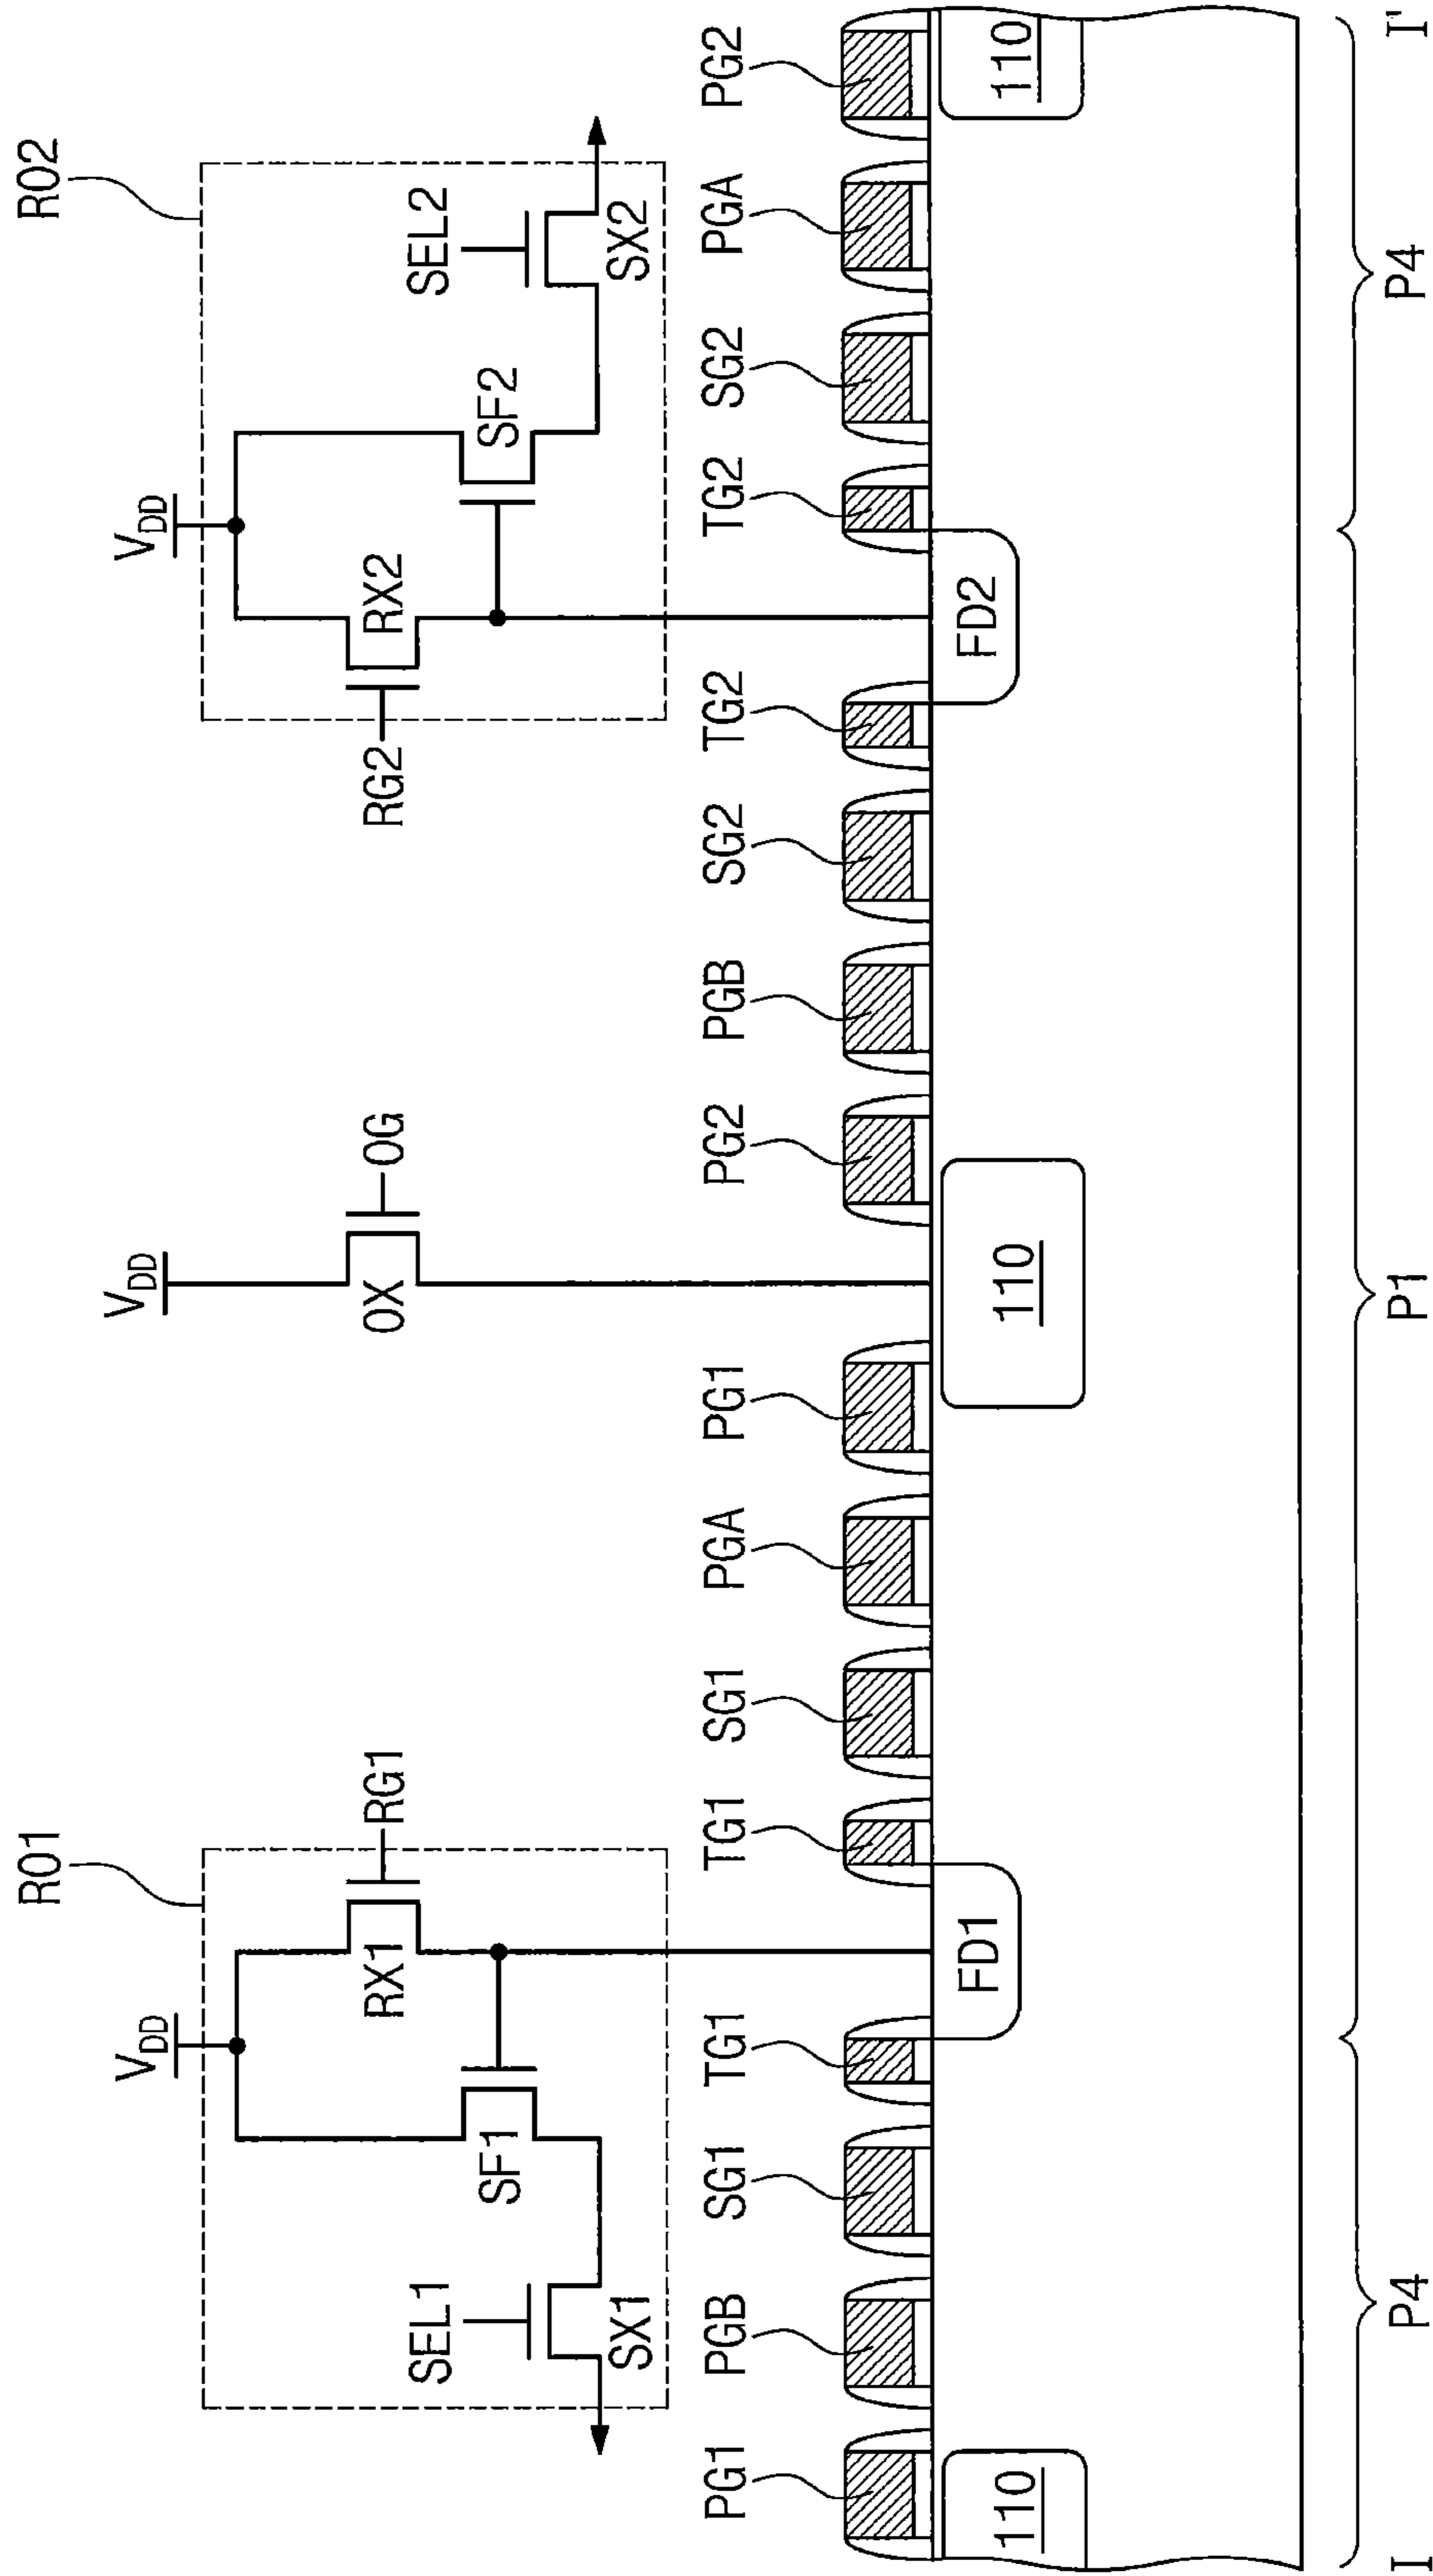 RO1 RO2
VDD VDD VDD
RX1 RG1 OX OG RG2 RX2
SEL1 SF1 SF2 SEL2
SX1 SX2
PG1 PGB SG1 TG1 TG1 SG1 PGA PG1 PG2 PGB SG2 TG2 TG2 SG2 PGA PG2
110 FD1 110 FD2 110
I P4 P1 P4 I'